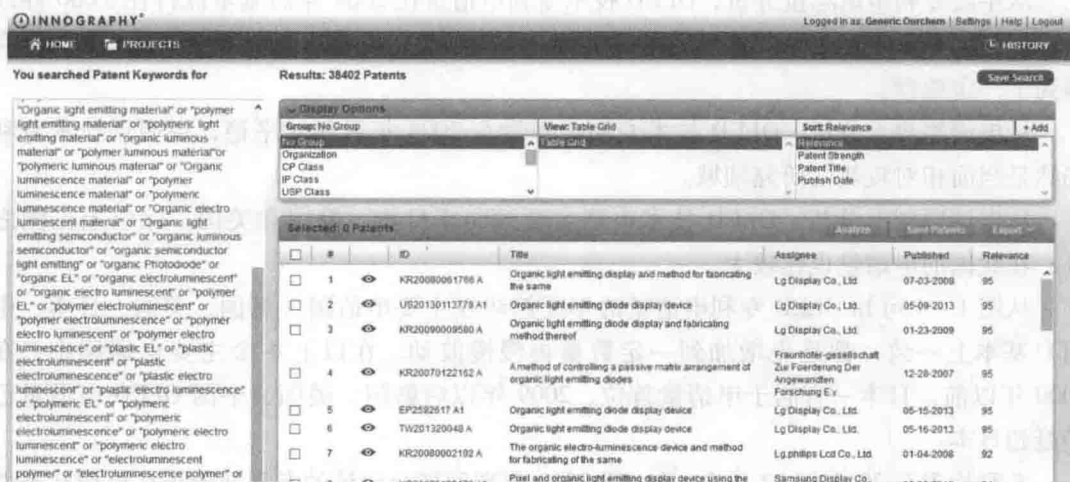 INNOGRAPHY®
Logged in as: Generic Ourchem | Settings | Help | Logout
HOME PROJECTS HISTORY
You searched Patent Keywords for
"Organic light emitting material" or "polymer
light emitting material" or "polymeric light
emitting material" or "organic luminous
material" or "polymer luminous material"or
"polymeric luminous material" or "Organic
luminescence material" or "polymer
luminescence material" or "polymeric
luminescence material" or "Organic electro
luminescent material" or "Organic light
emitting semiconductor" or "organic luminous
semiconductor" or "organic semiconductor
light emitting" or "organic Photodiode" or
"organic EL" or "organic electroluminescent"
or "organic electro luminescent" or "polymer
EL" or "polymer electroluminescent" or
"polymer electroluminescence" or "polymer
electro luminescent" or "polymer electro
luminescence" or "plastic EL" or "plastic
electroluminescent" or "plastic
electroluminescence" or "plastic electro
luminescent" or "plastic electro luminescence"
or "polymeric EL" or "polymeric
electroluminescent" or "polymeric
electroluminescence" or "polymeric electro
luminescent" or "polymeric electro
luminescence" or "electroluminescent
polymer" or "electroluminescence polymer" or
Results: 38402 Patents
Save Search
Display Options
Group: No Group View: Table Grid Sort: Relevance + Add
No Group Table Grid Relevance
Organization Patent Strength
CP Class Patent Title
IP Class Publish Date
USP Class
Selected: 0 Patents Analyze Save Patents Export
# ID Title Assignee Published Relevance
1 KR20080061766 A Organic light emitting display and method for fabricating
the same Lg Display Co., Ltd. 07-03-2008 95
2 US20130113779 A1 Organic light emitting diode display device Lg Display Co., Ltd. 05-09-2013 95
3 KR20090009580 A Organic light emitting diode display and fabricating
method thereof Lg Display Co., Ltd. 01-23-2009 95
4 KR20070122162 A A method of controlling a passive matrix arrangement of
organic light emitting diodes Fraunhofer-gesellschaft
Zur Foerderung Der
Angewandten
Forschung 12-28-2007 95
5 EP2592617 A1 Organic light emitting diode display device Lg Display Co., Ltd. 05-15-2013 95
6 TW201320048 A Organic light emitting diode display device Lg Display Co., Ltd. 05-16-2013 95
7 KR20080002192 A The organic electro-luminescence device and method
for fabricating of the same Lg.philips Lcd Co., Ltd. 01-04-2008 92
Pixel and organic light emitting display device using the Samsung Display Co.